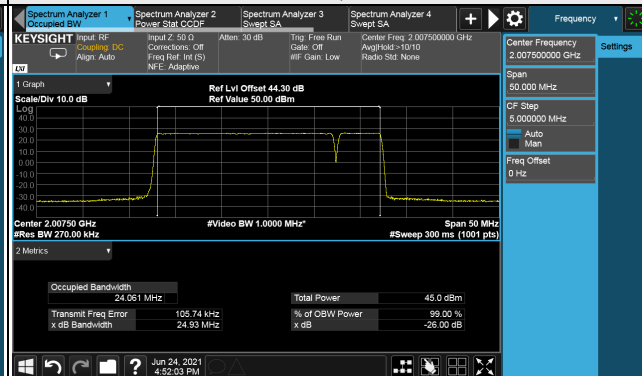 Spectrum Analyzer 1
Occupied BW
Spectrum Analyzer 2
Power Stat CCDF
Spectrum Analyzer 3
Swept SA
Spectrum Analyzer 4
Swept SA
Frequency
KEYSIGHT
Input: RF
Coupling: DC
Align: Auto
Input Z: 50 Ω
Corrections: Off
Freq Ref: Int (S)
NFE: Adaptive
Atten: 30 dB
Trig: Free Run
Gate: Off
#IF Gain: Low
Center Freq: 2.007500000 GHz
Avg|Hold:>10/10
Radio Std: None
LXI
Center Frequency
2.007500000 GHz
Settings
Span
50.000 MHz
CF Step
5.000000 MHz
Auto
Man
Freq Offset
0 Hz
1 Graph
Scale/Div 10.0 dB
Ref Lvl Offset 44.30 dB
Ref Value 50.00 dBm
Log
40.0
30.0
20.0
10.0
0.00
-10.0
-20.0
-30.0
-40.0
Center 2.00750 GHz
#Res BW 270.00 kHz
#Video BW 1.0000 MHz*
Span 50 MHz
#Sweep 300 ms (1001 pts)
2 Metrics
Occupied Bandwidth
24.061 MHz
Transmit Freq Error 105.74 kHz
x dB Bandwidth 24.93 MHz
Total Power 45.0 dBm
% of OBW Power 99.00 %
x dB -26.00 dB
Jun 24, 2021
4:52:03 PM